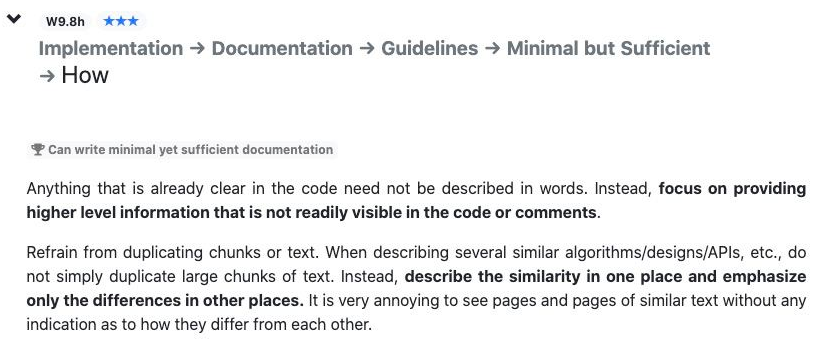 W9.8h ★★★
Implementation → Documentation → Guidelines → Minimal but Sufficient
→ How
Can write minimal yet sufficient documentation
Anything that is already clear in the code need not be described in words. Instead, focus on providing
higher level information that is not readily visible in the code or comments.
Refrain from duplicating chunks or text. When describing several similar algorithms/designs/APIs, etc., do
not simply duplicate large chunks of text. Instead, describe the similarity in one place and emphasize
only the differences in other places. It is very annoying to see pages and pages of similar text without any
indication as to how they differ from each other.